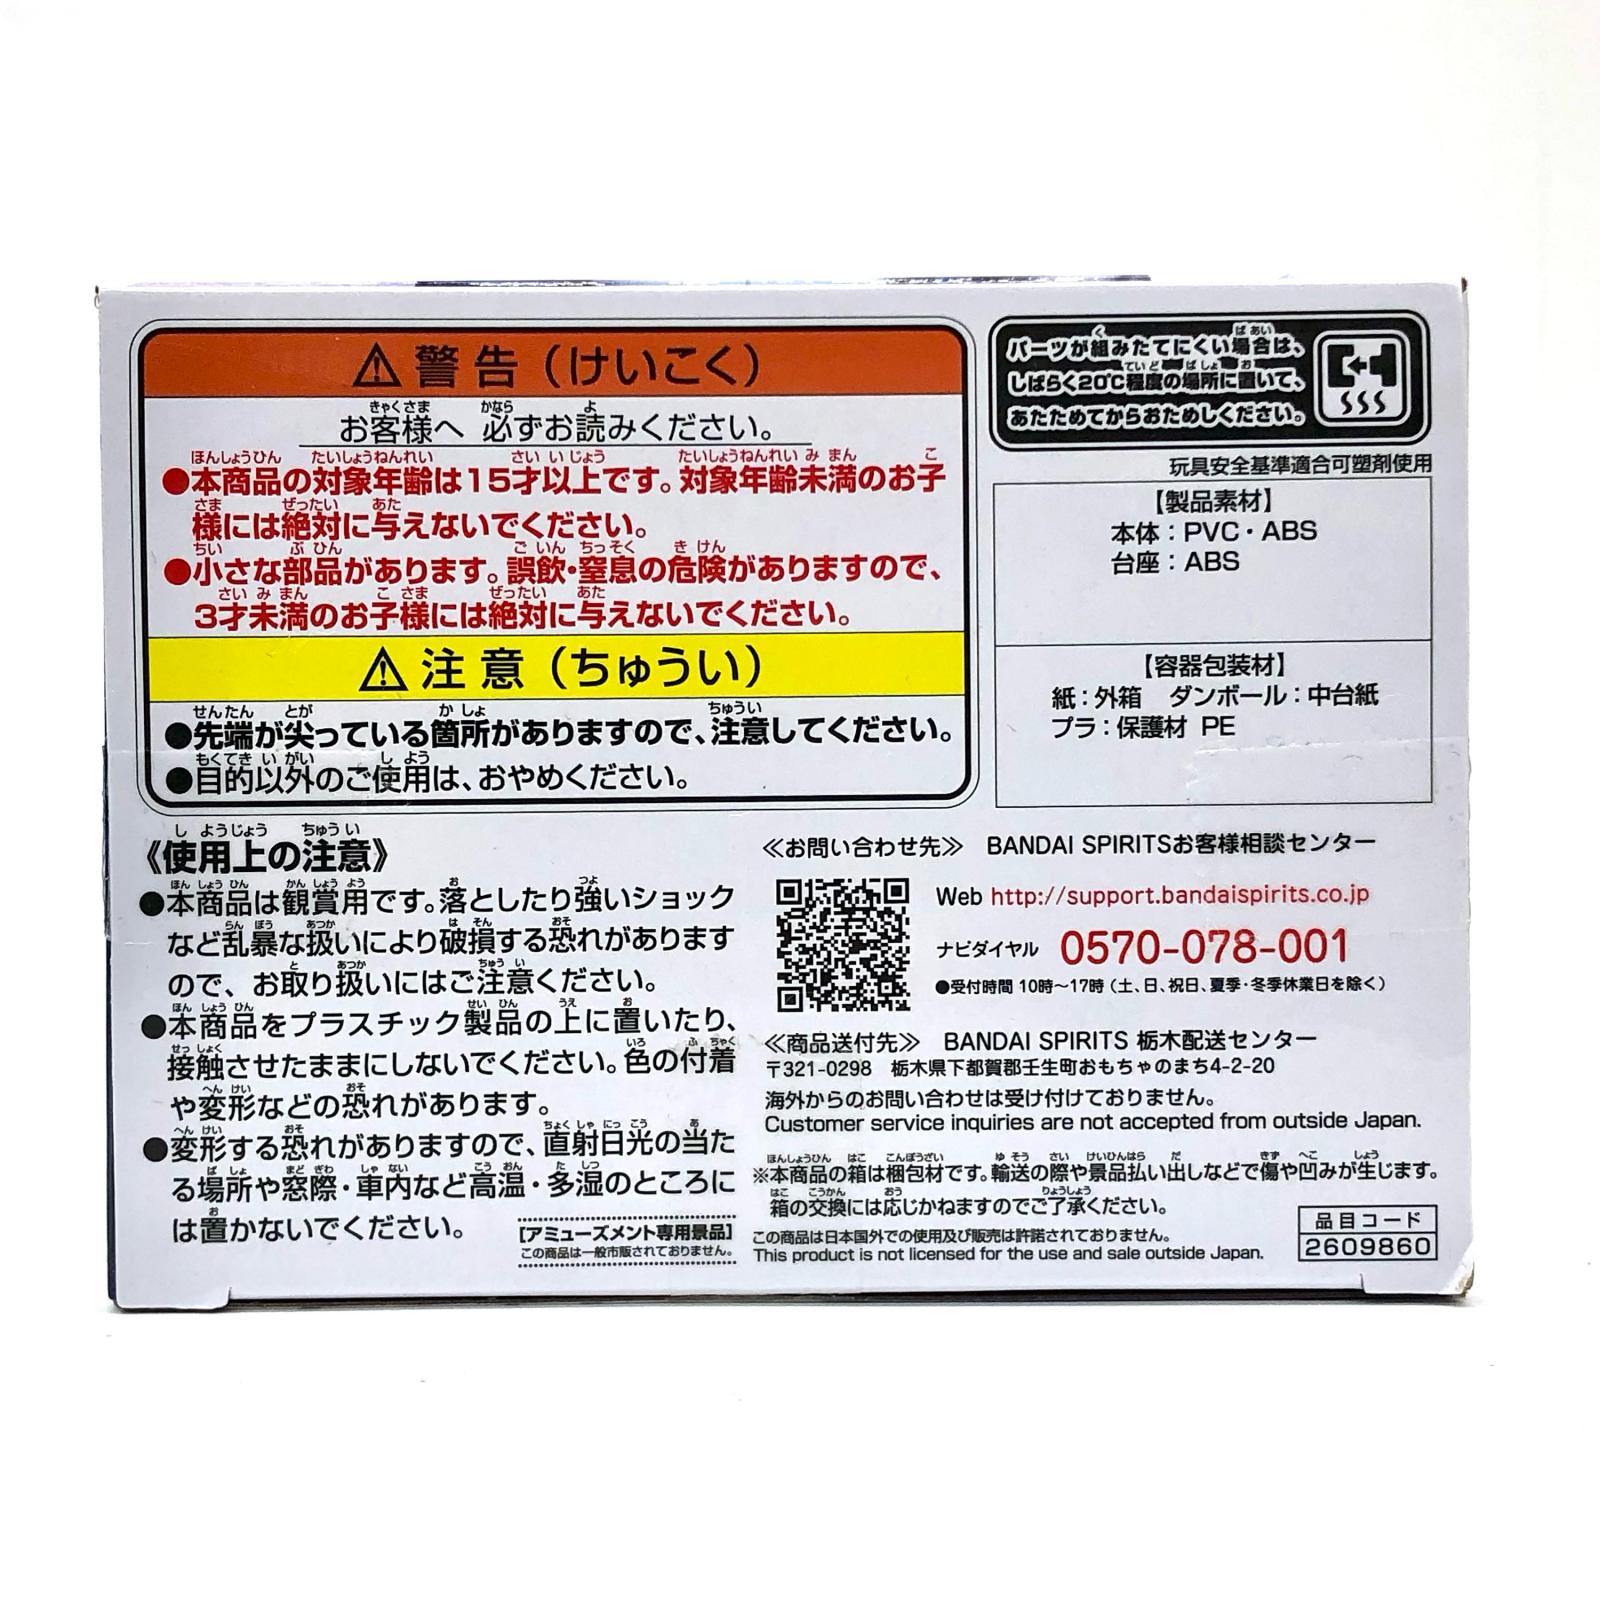 ⚠警告（けいこく）
お客様へ 必ずお読みください。
●本商品の対象年齢は15才以上です。対象年齢未満のお子
様には絶対に与えないでください。
●小さな部品があります。誤飲・窒息の危険がありますので、
3才未満のお子様には絶対に与えないでください。
⚠注意（ちゅうい）
●先端が尖っている箇所がありますので、注意してください。
●目的以外のご使用は、おやめください。
《使用上の注意》
●本商品は観賞用です。落としたり強いショック
など乱暴な扱いにより破損する恐れがあります
ので、お取り扱いにはご注意ください。
●本商品をプラスチック製品の上に置いたり、
接触させたままにしないでください。色の付着
や変形などの恐れがあります。
●変形する恐れがありますので、直射日光の当た
る場所や窓際・車内など高温・多湿のところに
は置かないでください。
[アミューズメント専用景品]
この商品は一般市販されておりません。
パーツが組みたてにくい場合は、
しばらく20℃程度の場所に置いて、
あたためてからおためしください。
玩具安全基準適合可塑剤使用
【製品素材】
本体：PVC・ABS
台座：ABS
【容器包装材】
紙：外箱 ダンボール：中台紙
プラ：保護材 PE
≪お問い合わせ先≫ BANDAI SPIRITSお客様相談センター
Web http://support.bandaispirits.co.jp
ナビダイヤル 0570-078-001
●受付時間 10時～17時（土、日、祝日、夏季・冬季休業日を除く）
≪商品送付先≫ BANDAI SPIRITS 栃木配送センター
〒321-0298 栃木県下都賀郡壬生町おもちゃのまち4-2-20
海外からのお問い合わせは受け付けておりません。
Customer service inquiries are not accepted from outside Japan.
※本商品の箱は梱包材です。輸送の際や景品払い出しなどで傷や凹みが生じます。
箱の交換には応じかねますのでご了承ください。
この商品は日本国外での使用及び販売は許諾されておりません。
This product is not licensed for the use and sale outside Japan.
品目コード
2609860